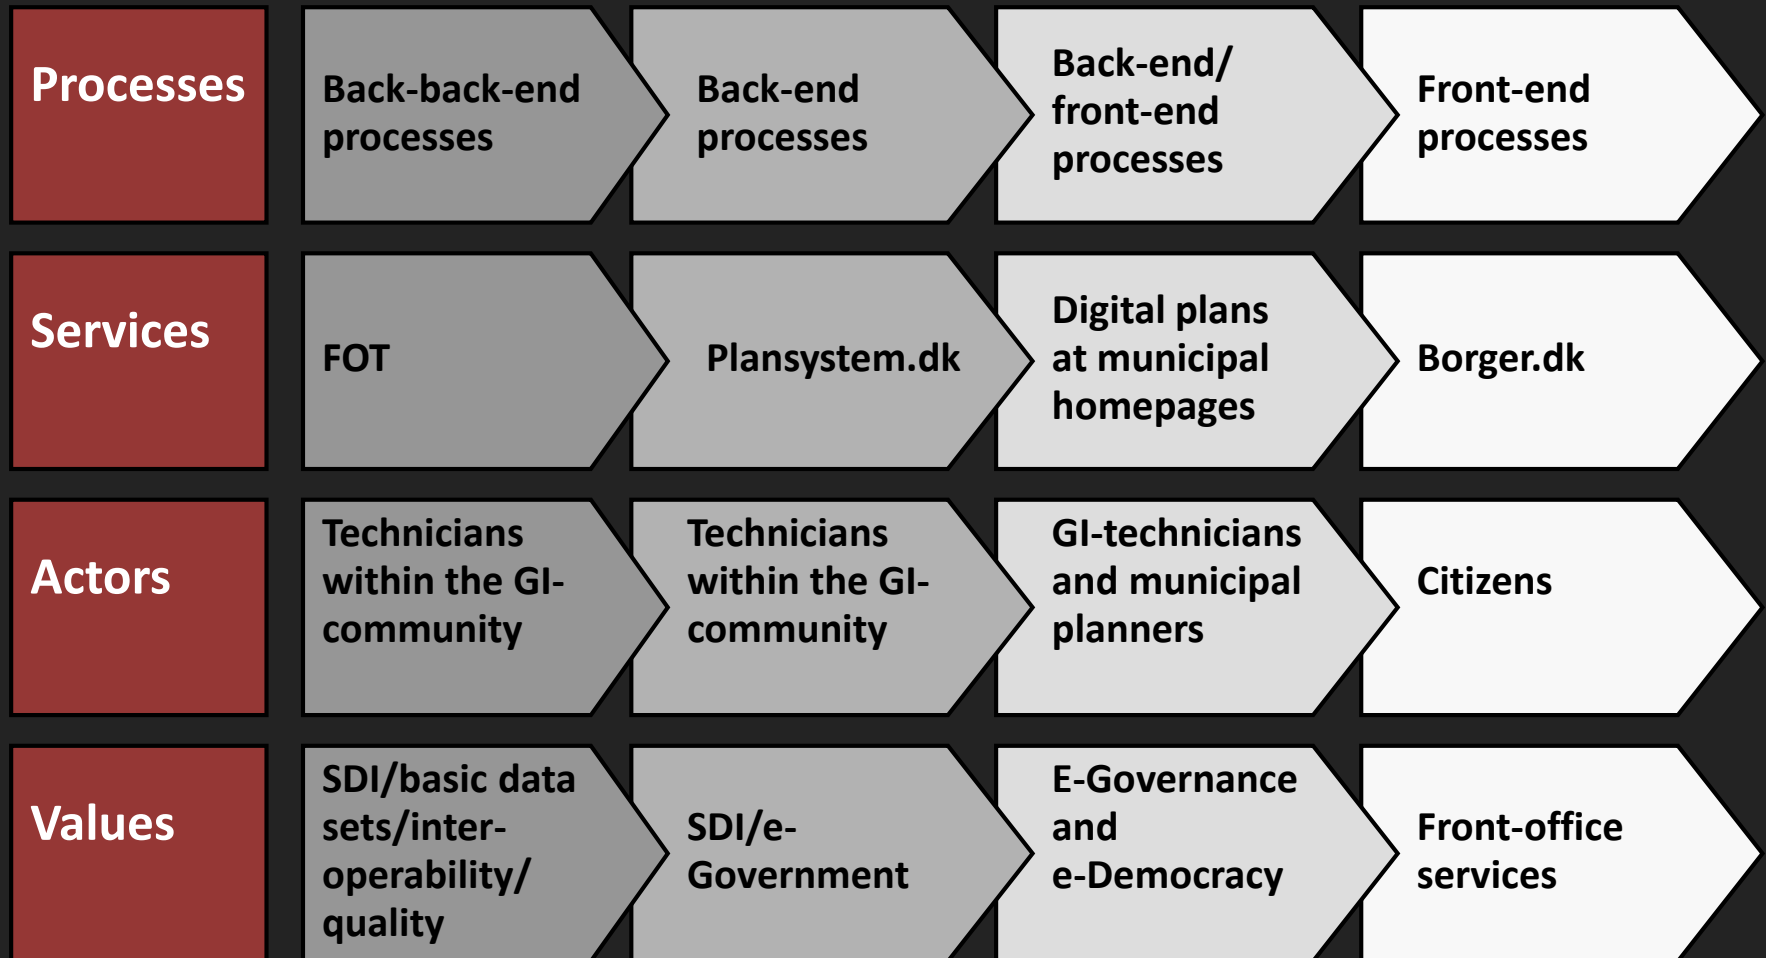 Processes
Back-back-end
processes
Back-end
processes
Back-end/
front-end
processes
Front-end
processes
Services
FOT
Plansystem.dk
Digital plans
at municipal
homepages
Borger.dk
Actors
Technicians
within the GI-
community
Technicians
within the GI-
community
GI-technicians
and municipal
planners
Citizens
Values
SDI/basic data
sets/inter-
operability/
quality
SDI/e-
Government
E-Governance
and
e-Democracy
Front-office
services